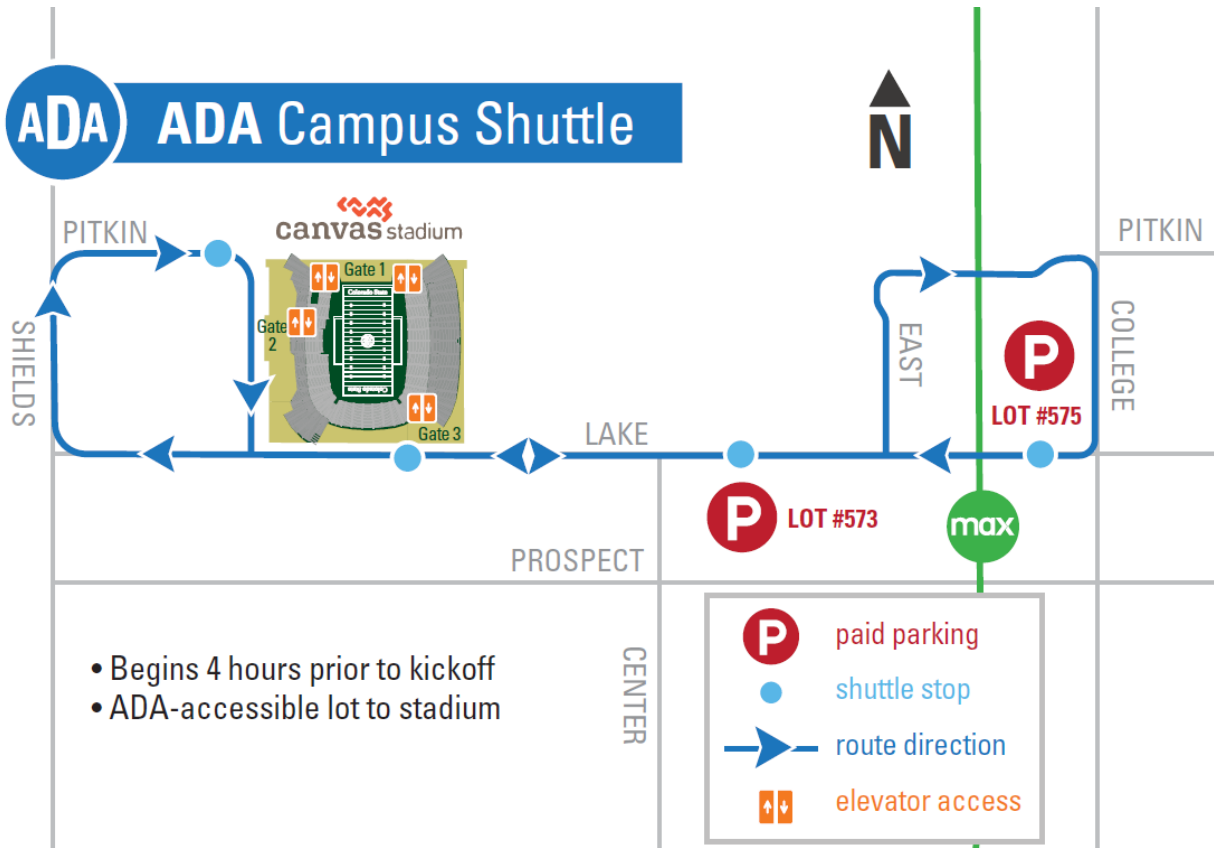 ADA
ADA Campus Shuttle
N
PITKIN
canvas stadium
PITKIN
Gate 1
Colorado State
SHIELDS
Gate
2
EAST
COLLEGE
P
LOT #575
Gate 3
LAKE
P
LOT #573
max
PROSPECT
• Begins 4 hours prior to kickoff
• ADA-accessible lot to stadium
CENTER
P paid parking
shuttle stop
route direction
elevator access